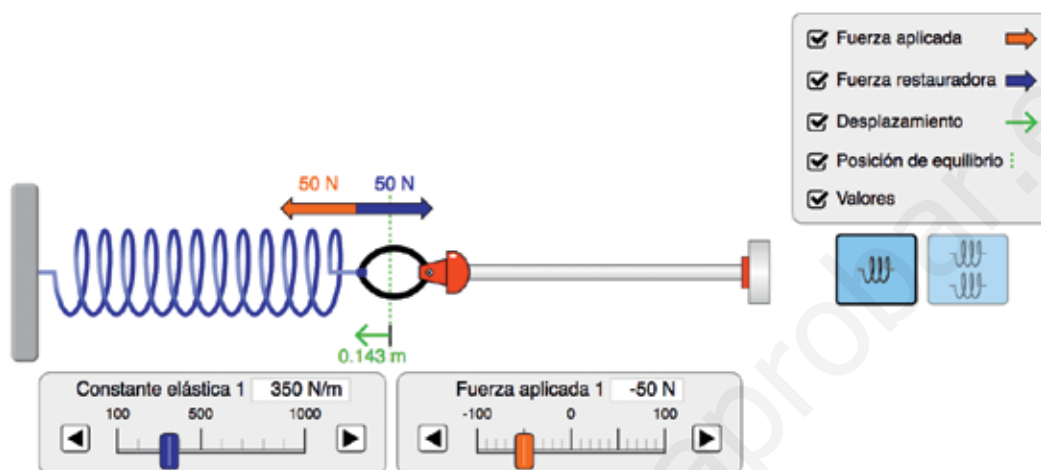 Fuerza aplicada
Fuerza restauradora
Desplazamiento
Posición de equilibrio
Valores
50 N 50 N
0.143 m
Constante elástica 1 350 N/m
100 500 1000
Fuerza aplicada 1 -50 N
-100 0 100
aprobar.